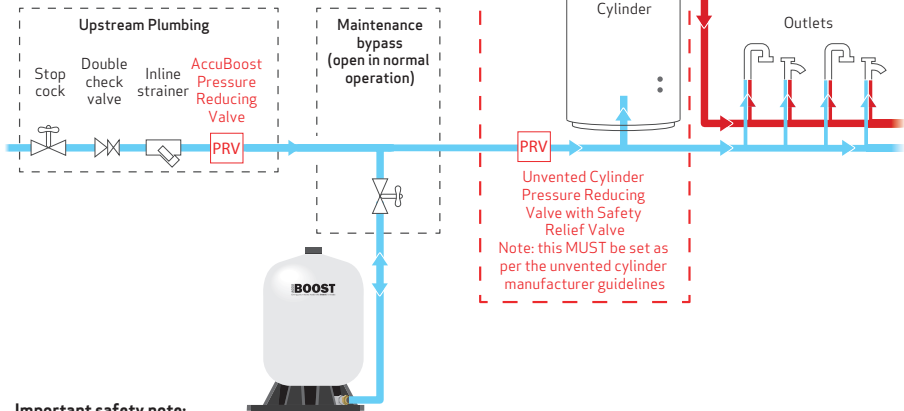 Upstream Plumbing
Stop
cock
Double
check
valve
Inline
strainer
AccuBoost
Pressure
Reducing
Valve
PRV
Maintenance
bypass
(open in normal
operation)
Cylinder
PRV
Unvented Cylinder
Pressure Reducing
Valve with Safety
Relief Valve
Note: this MUST be set as
per the unvented cylinder
manufacturer guidelines
Outlets
BOOST
Important safety note: